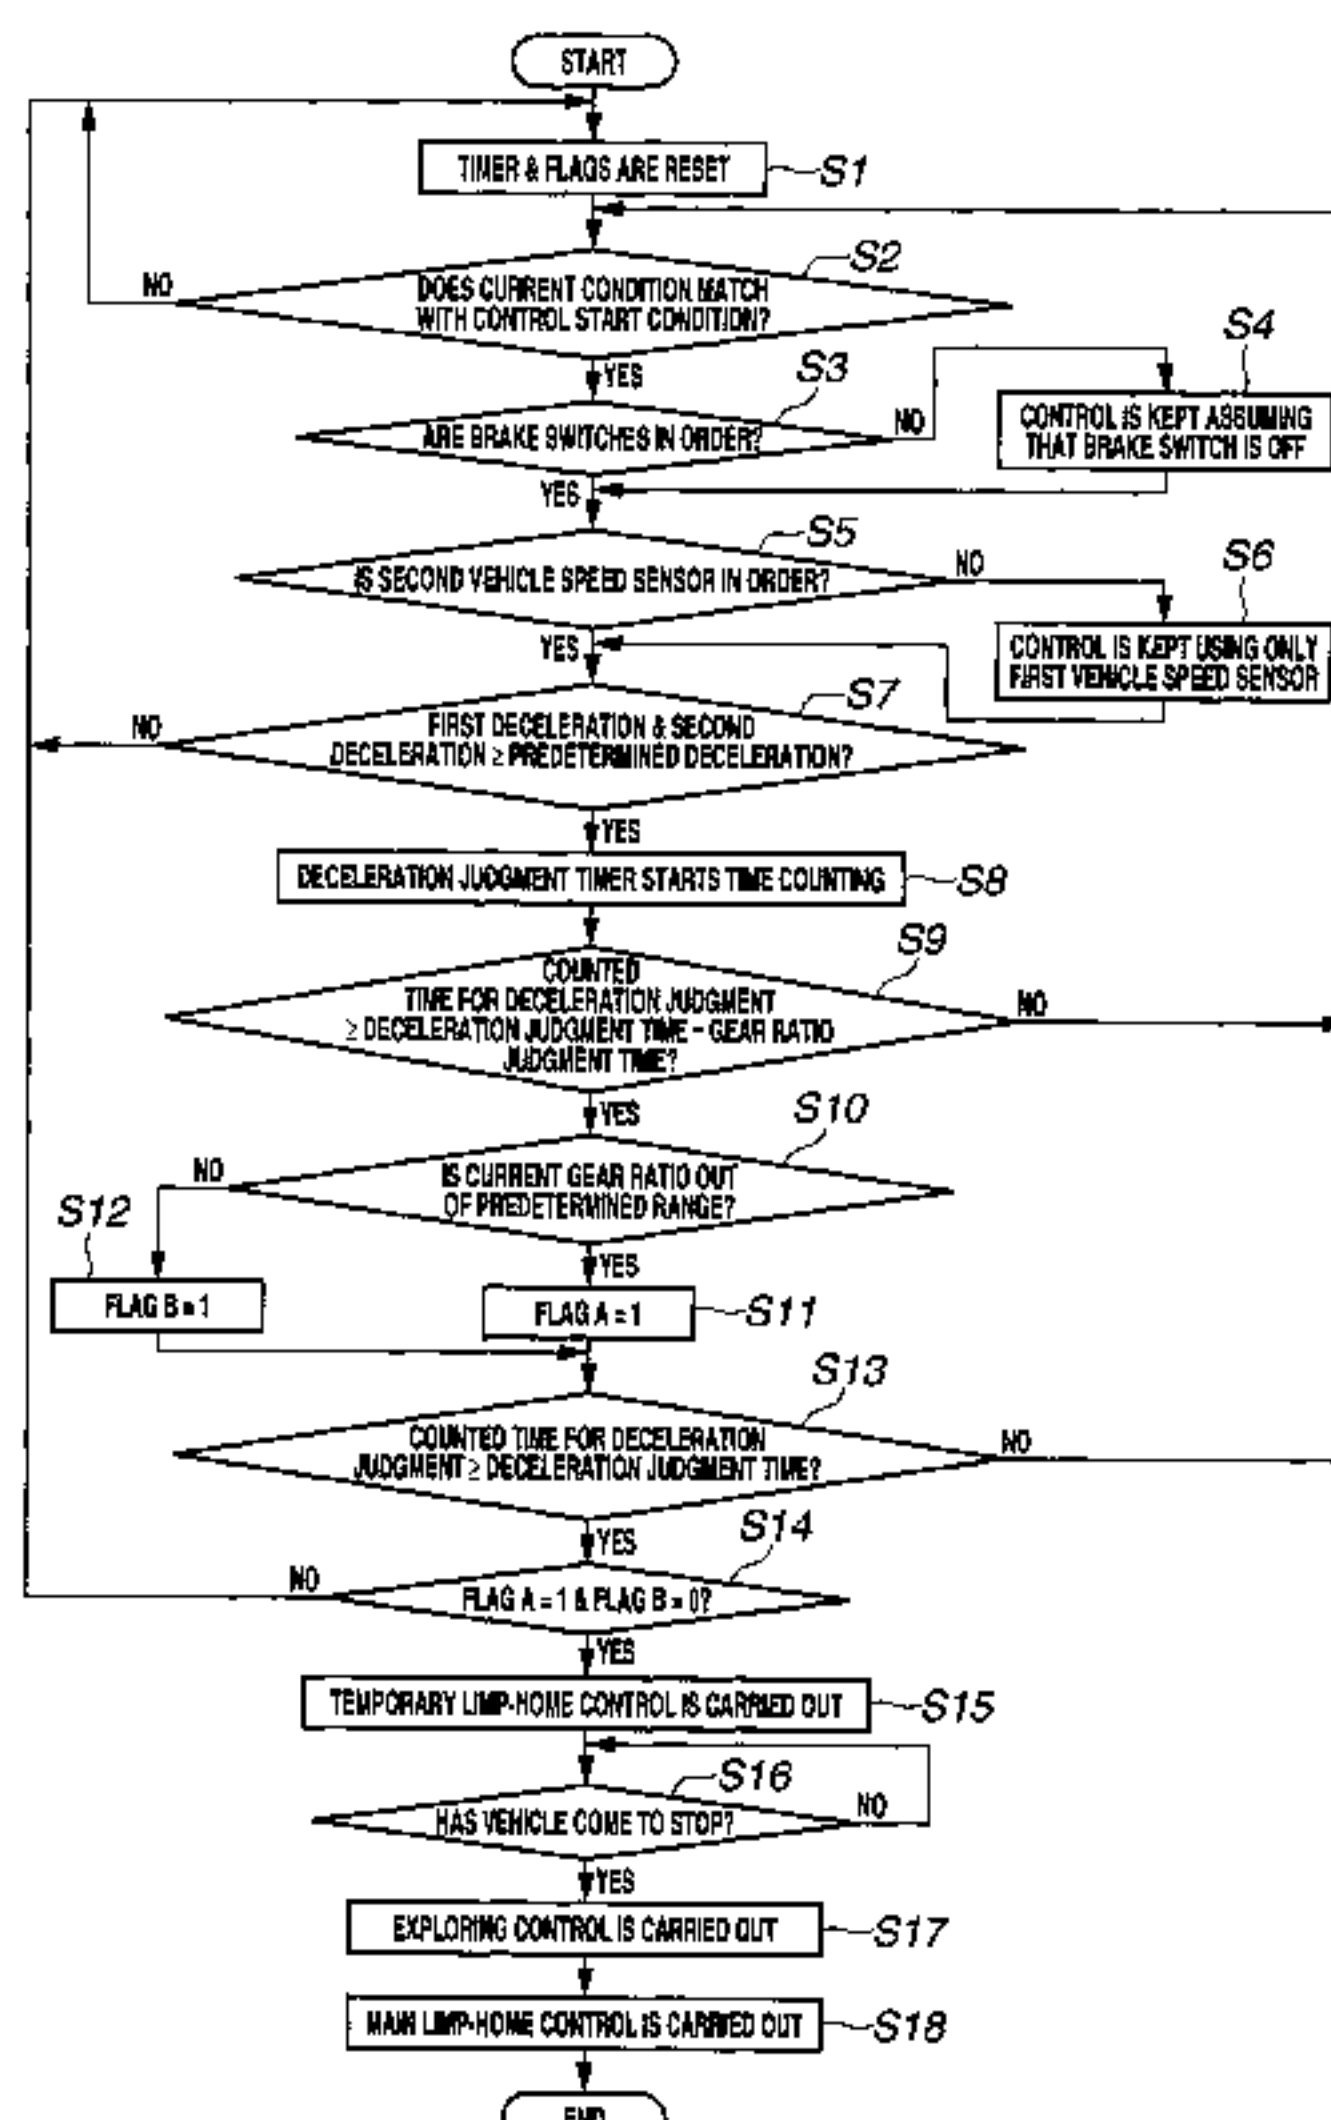 START
TIMER & FLAGS ARE RESET
S1
S2
NO
DOES CURRENT CONDITION MATCH
WITH CONTROL START CONDITION?
YES
S3
S4
ARE BRAKE SWITCHES IN ORDER?
NO
CONTROL IS KEPT ASSUMING
THAT BRAKE SWITCH IS OFF
YES
S5
IS SECOND VEHICLE SPEED SENSOR IN ORDER?
NO
S6
CONTROL IS KEPT USING ONLY
FIRST VEHICLE SPEED SENSOR
YES
S7
NO
FIRST DECELERATION & SECOND
DECELERATION ≥ PREDETERMINED DECELERATION?
YES
DECELERATION JUDGMENT TIMER STARTS TIME COUNTING
S8
S9
COUNTED
TIME FOR DECELERATION JUDGMENT
≥ DECELERATION JUDGMENT TIME - GEAR RATIO
JUDGMENT TIME?
NO
YES
S10
NO
IS CURRENT GEAR RATIO OUT
OF PREDETERMINED RANGE?
S12
YES
FLAG B = 1
FLAG A = 1
S11
S13
COUNTED TIME FOR DECELERATION
JUDGMENT ≥ DECELERATION JUDGMENT TIME?
NO
YES
S14
NO
FLAG A = 1 & FLAG B = 0?
YES
TEMPORARY LIMP-HOME CONTROL IS CARRIED OUT
S15
S16
HAS VEHICLE COME TO STOP?
NO
YES
EXPLORING CONTROL IS CARRIED OUT
S17
MAIN LIMP-HOME CONTROL IS CARRIED OUT
S18
END